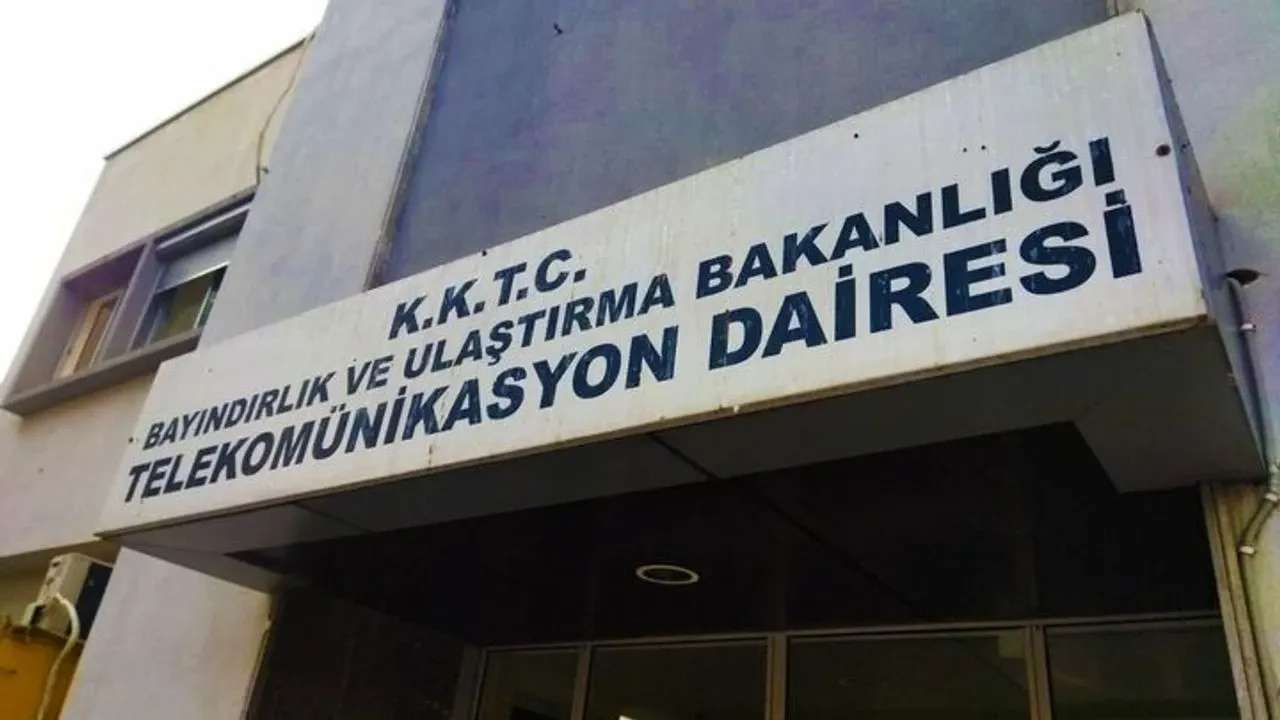 K.K.T.C.
BAYINDIRLIK VE ULAŞTIRMA BAKANLIĞI
TELEKOMÜNİKASYON DAİRESİ